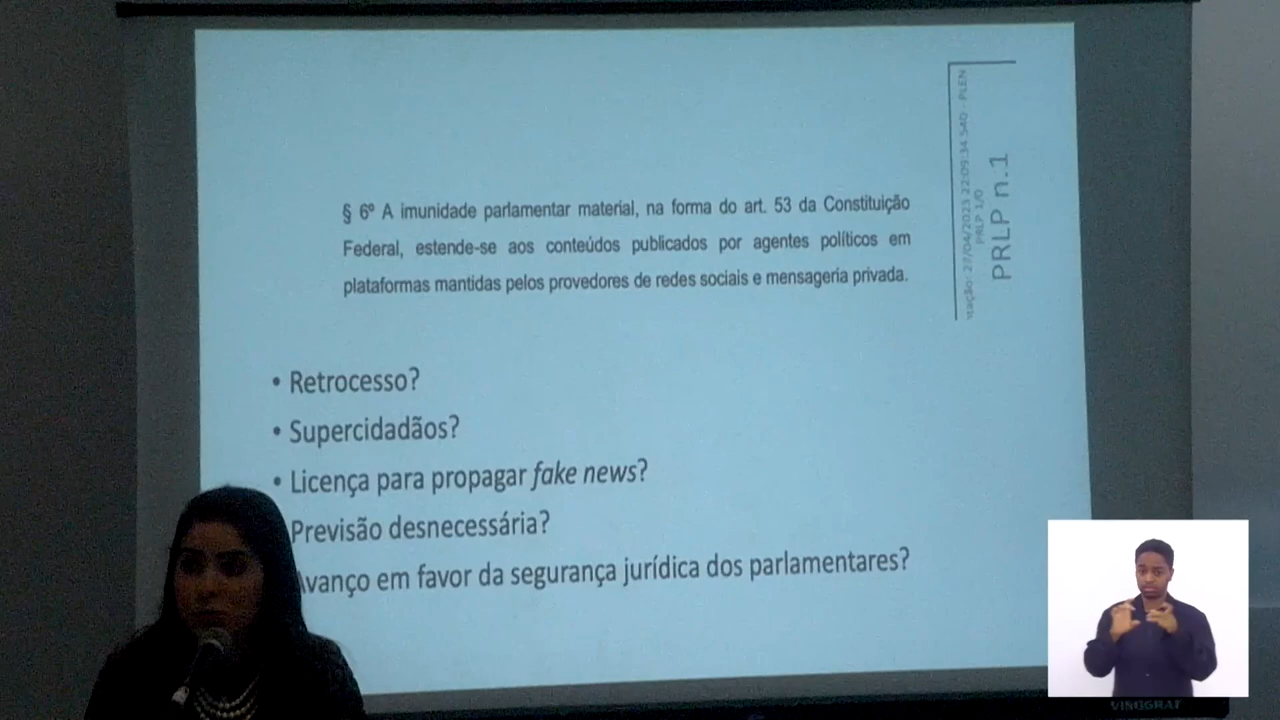 § 6º A imunidade parlamentar material, na forma do art. 53 da Constituição
Federal, estende-se aos conteúdos publicados por agentes políticos em
plataformas mantidas pelos provedores de redes sociais e mensageria privada.
27/04/2023 22:09:34.540 - PLEN
PRLP 1/0
PRLP n.1
• Retrocesso?
• Supercidadãos?
• Licença para propagar fake news?
Previsão desnecessária?
Avanço em favor da segurança jurídica dos parlamentares?
VISOGRAF